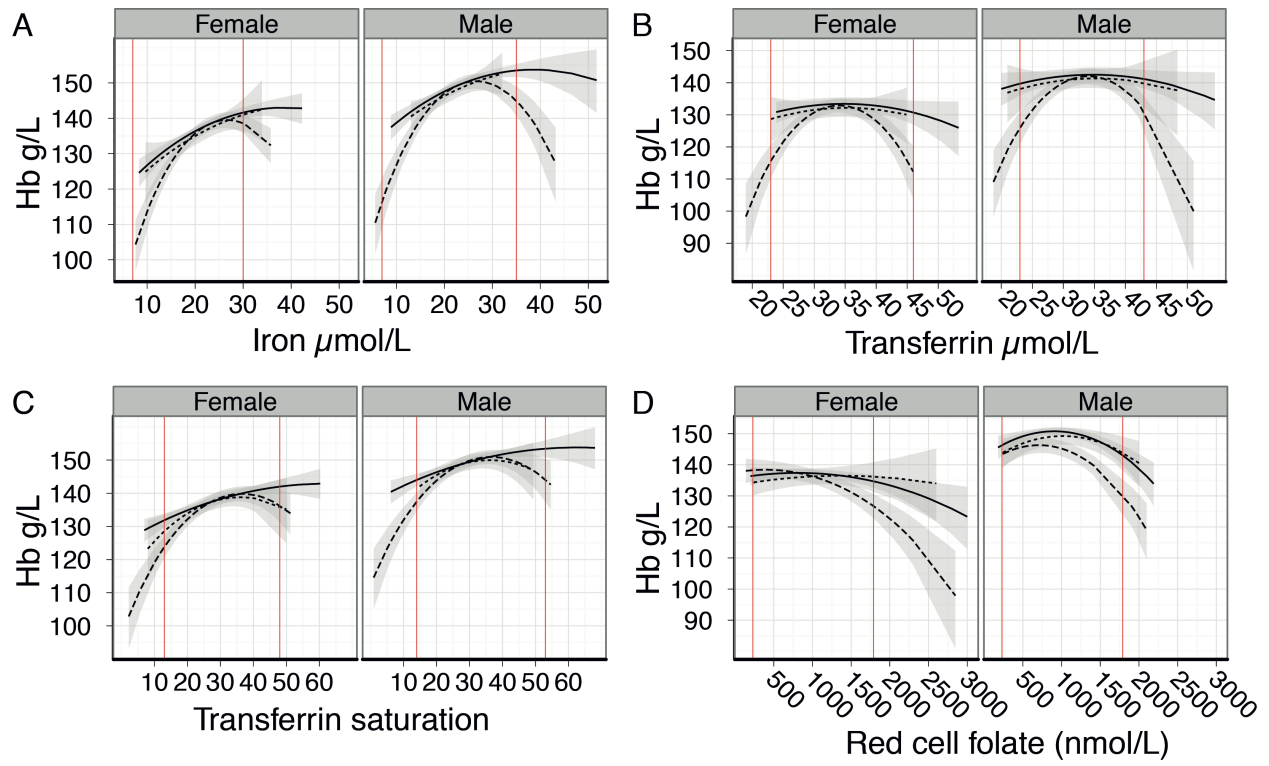 A
Female
Male
Hb g/L
150
140
130
120
110
100
10 20 30 40 50
10 20 30 40 50
Iron µmol/L
B
Female
Male
Hb g/L
150
140
130
120
110
100
90
20 25 30 35 40 45 50
20 25 30 35 40 45 50
Transferrin µmol/L
C
Female
Male
Hb g/L
150
140
130
120
110
100
10 20 30 40 50 60
10 20 30 40 50 60
Transferrin saturation
D
Female
Male
Hb g/L
150
140
130
120
110
100
90
500 1000 1500 2000 2500 3000
500 1000 1500 2000 2500 3000
Red cell folate (nmol/L)